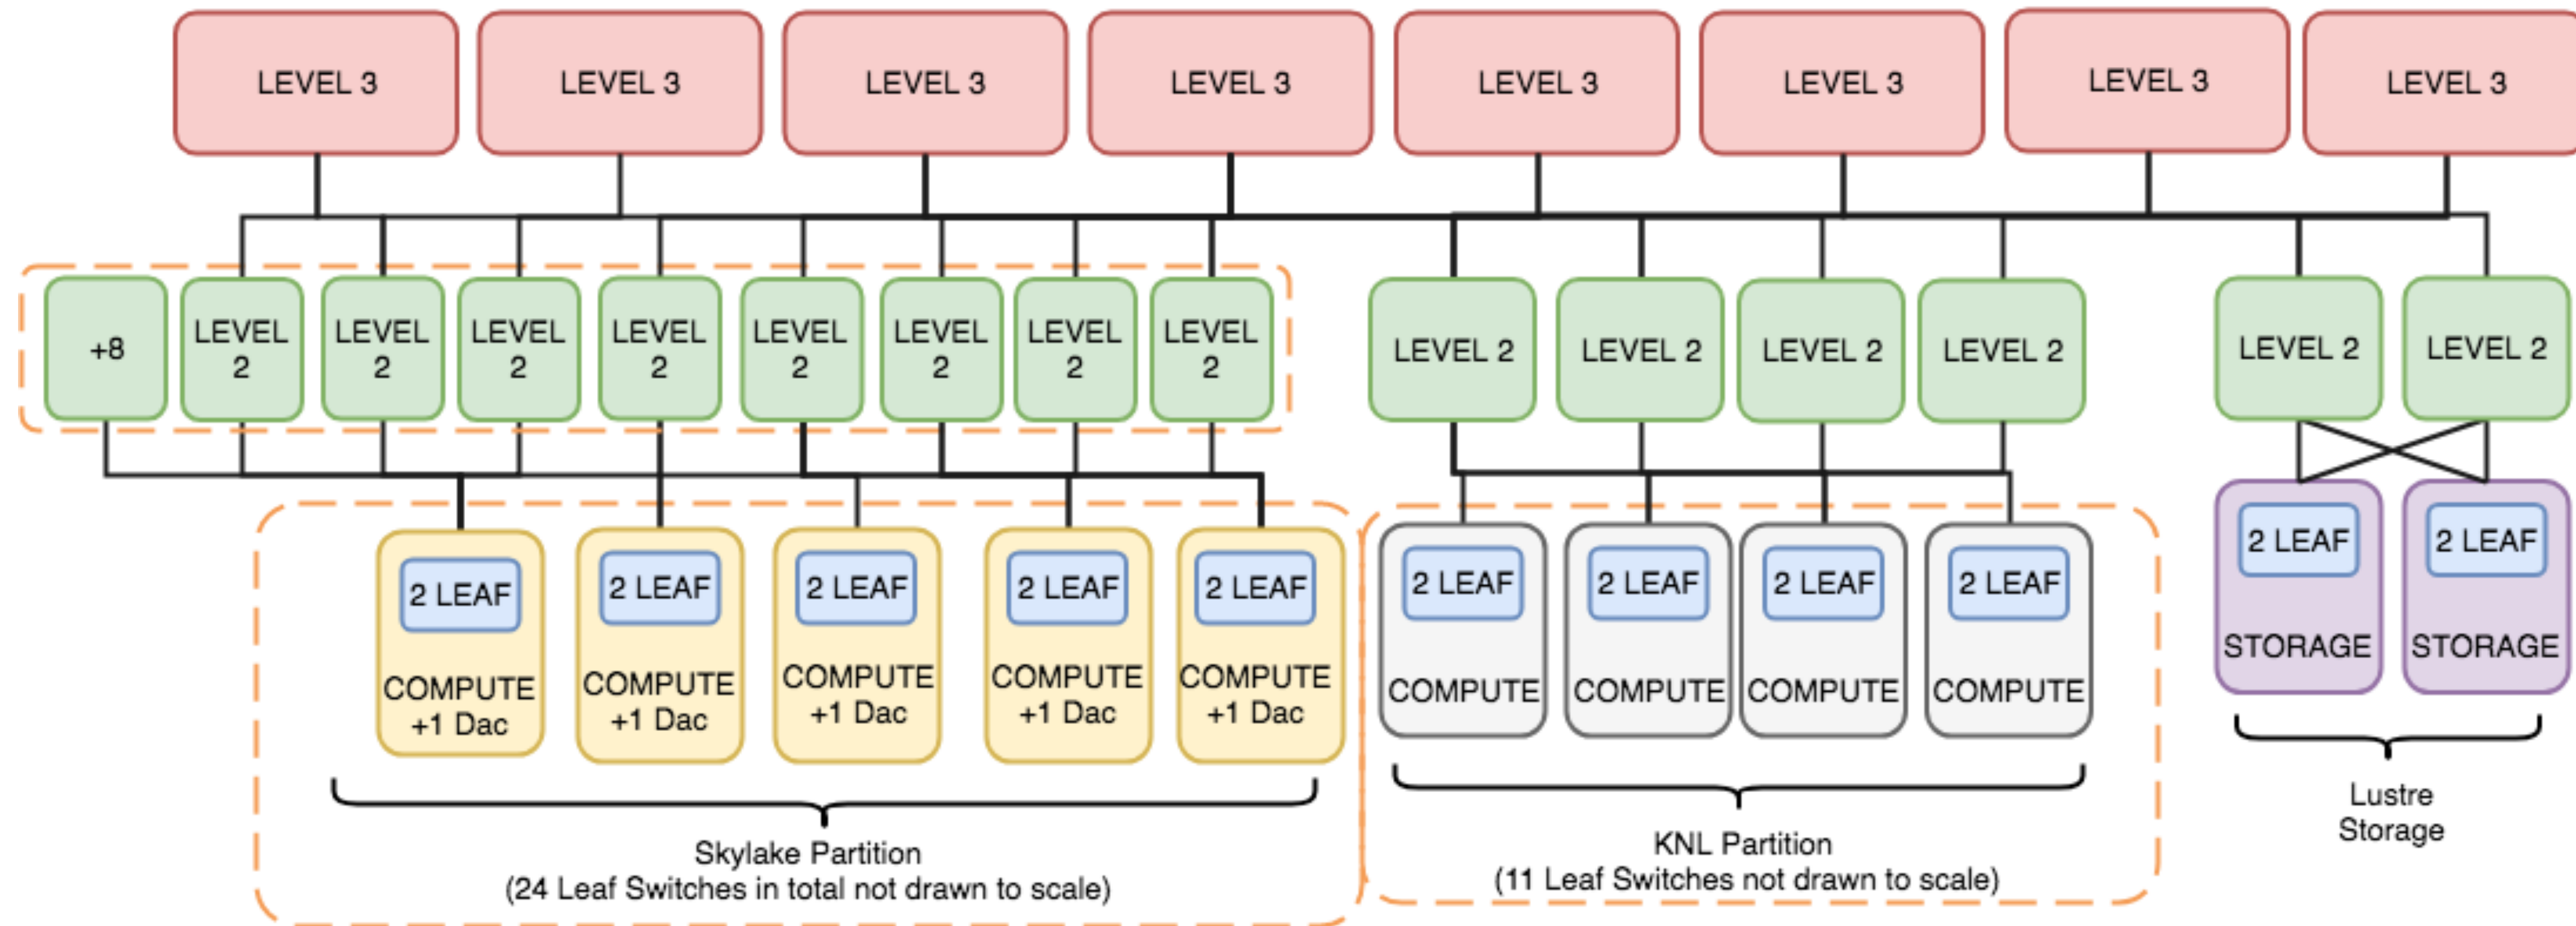 LEVEL 3
LEVEL 3
LEVEL 3
LEVEL 3
LEVEL 3
LEVEL 3
LEVEL 3
LEVEL 3
+8
LEVEL
2
LEVEL
2
LEVEL
2
LEVEL
2
LEVEL
2
LEVEL
2
LEVEL
2
LEVEL
2
LEVEL 2
LEVEL 2
LEVEL 2
LEVEL 2
LEVEL 2
LEVEL 2
2 LEAF
COMPUTE
+1 Dac
2 LEAF
COMPUTE
+1 Dac
2 LEAF
COMPUTE
+1 Dac
2 LEAF
COMPUTE
+1 Dac
2 LEAF
COMPUTE
+1 Dac
2 LEAF
COMPUTE
2 LEAF
COMPUTE
2 LEAF
COMPUTE
2 LEAF
COMPUTE
2 LEAF
STORAGE
2 LEAF
STORAGE
Skylake Partition
(24 Leaf Switches in total not drawn to scale)
KNL Partition
(11 Leaf Switches not drawn to scale)
Lustre
Storage